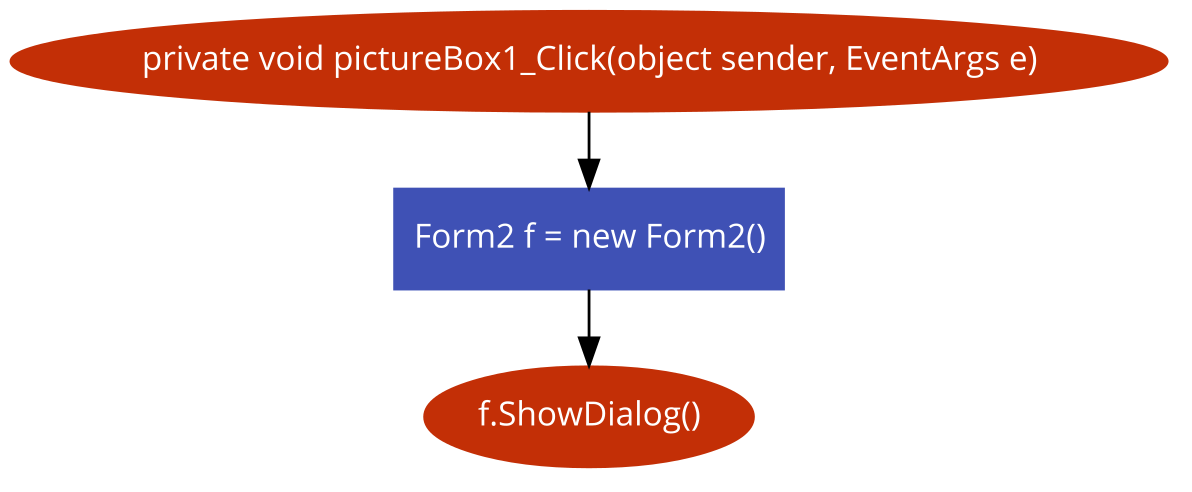 private void pictureBox1_Click(object sender, EventArgs e)
Form2 f = new Form2()
f.ShowDialog()